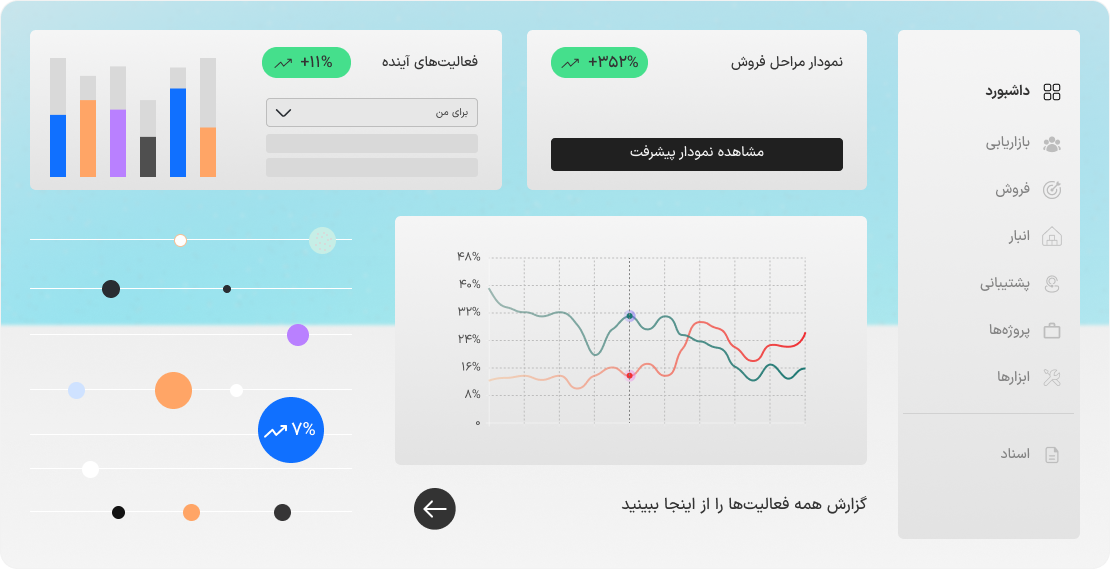 داشبورد
بازاریابی
فروش
انبار
پشتیبانی
پروژه‌ها
ابزارها
اسناد
نمودار مراحل فروش
+۳۵۲%
مشاهده نمودار پیشرفت
فعالیت‌های آینده
+۱۱%
برای من
۴۸%
۴۰%
۳۲%
۲۴%
۱۶%
۸%
۰
۷%
گزارش همه فعالیت‌ها را از اینجا ببینید